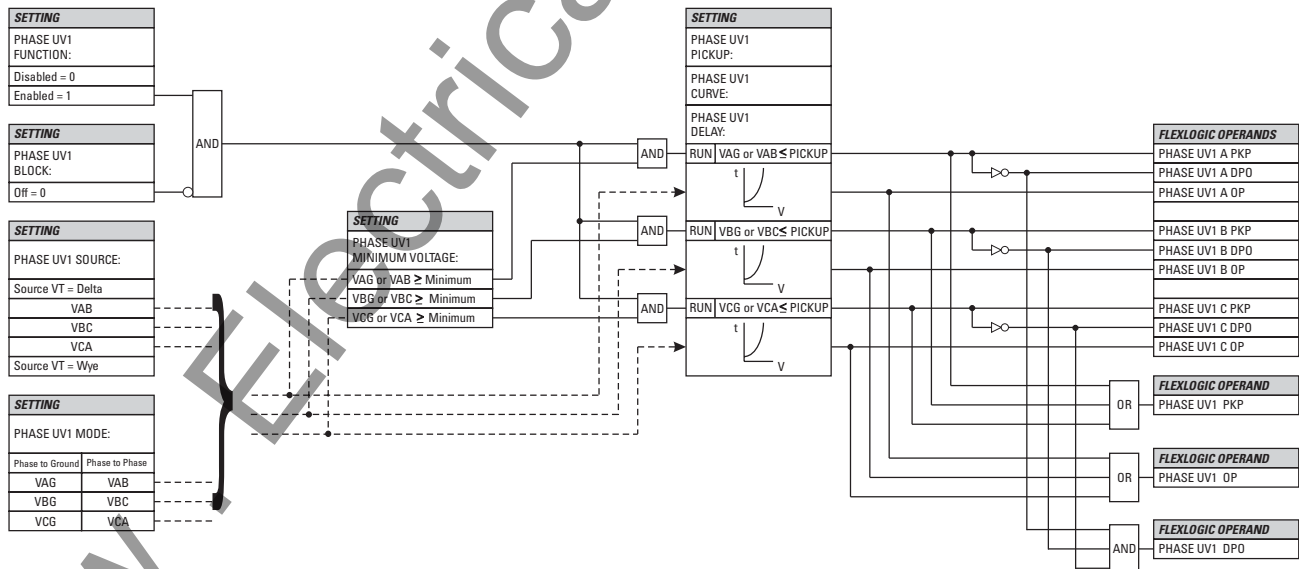 SETTING
PHASE UV1
FUNCTION:
Disabled = 0
Enabled = 1
SETTING
PHASE UV1
BLOCK:
Off = 0
AND
SETTING
PHASE UV1 SOURCE:
Source VT = Delta
VAB
VBC
VCA
Source VT = Wye
SETTING
PHASE UV1 MODE:
Phase to Ground Phase to Phase
VAG VAB
VBG VBC
VCG VCA
SETTING
PHASE UV1
MINIMUM VOLTAGE:
VAG or VAB ≥ Minimum
VBG or VBC ≥ Minimum
VCG or VCA ≥ Minimum
AND
AND
AND
SETTING
PHASE UV1
PICKUP:
PHASE UV1
CURVE:
PHASE UV1
DELAY:
RUN VAG or VAB ≤ PICKUP
t
V
RUN VBG or VBC ≤ PICKUP
t
V
RUN VCG or VCA ≤ PICKUP
t
V
FLEXLOGIC OPERANDS
PHASE UV1 A PKP
PHASE UV1 A DPO
PHASE UV1 A OP
PHASE UV1 B PKP
PHASE UV1 B DPO
PHASE UV1 B OP
PHASE UV1 C PKP
PHASE UV1 C DPO
PHASE UV1 C OP
OR
FLEXLOGIC OPERAND
PHASE UV1 PKP
OR
FLEXLOGIC OPERAND
PHASE UV1 OP
AND
FLEXLOGIC OPERAND
PHASE UV1 DPO
y Electrica